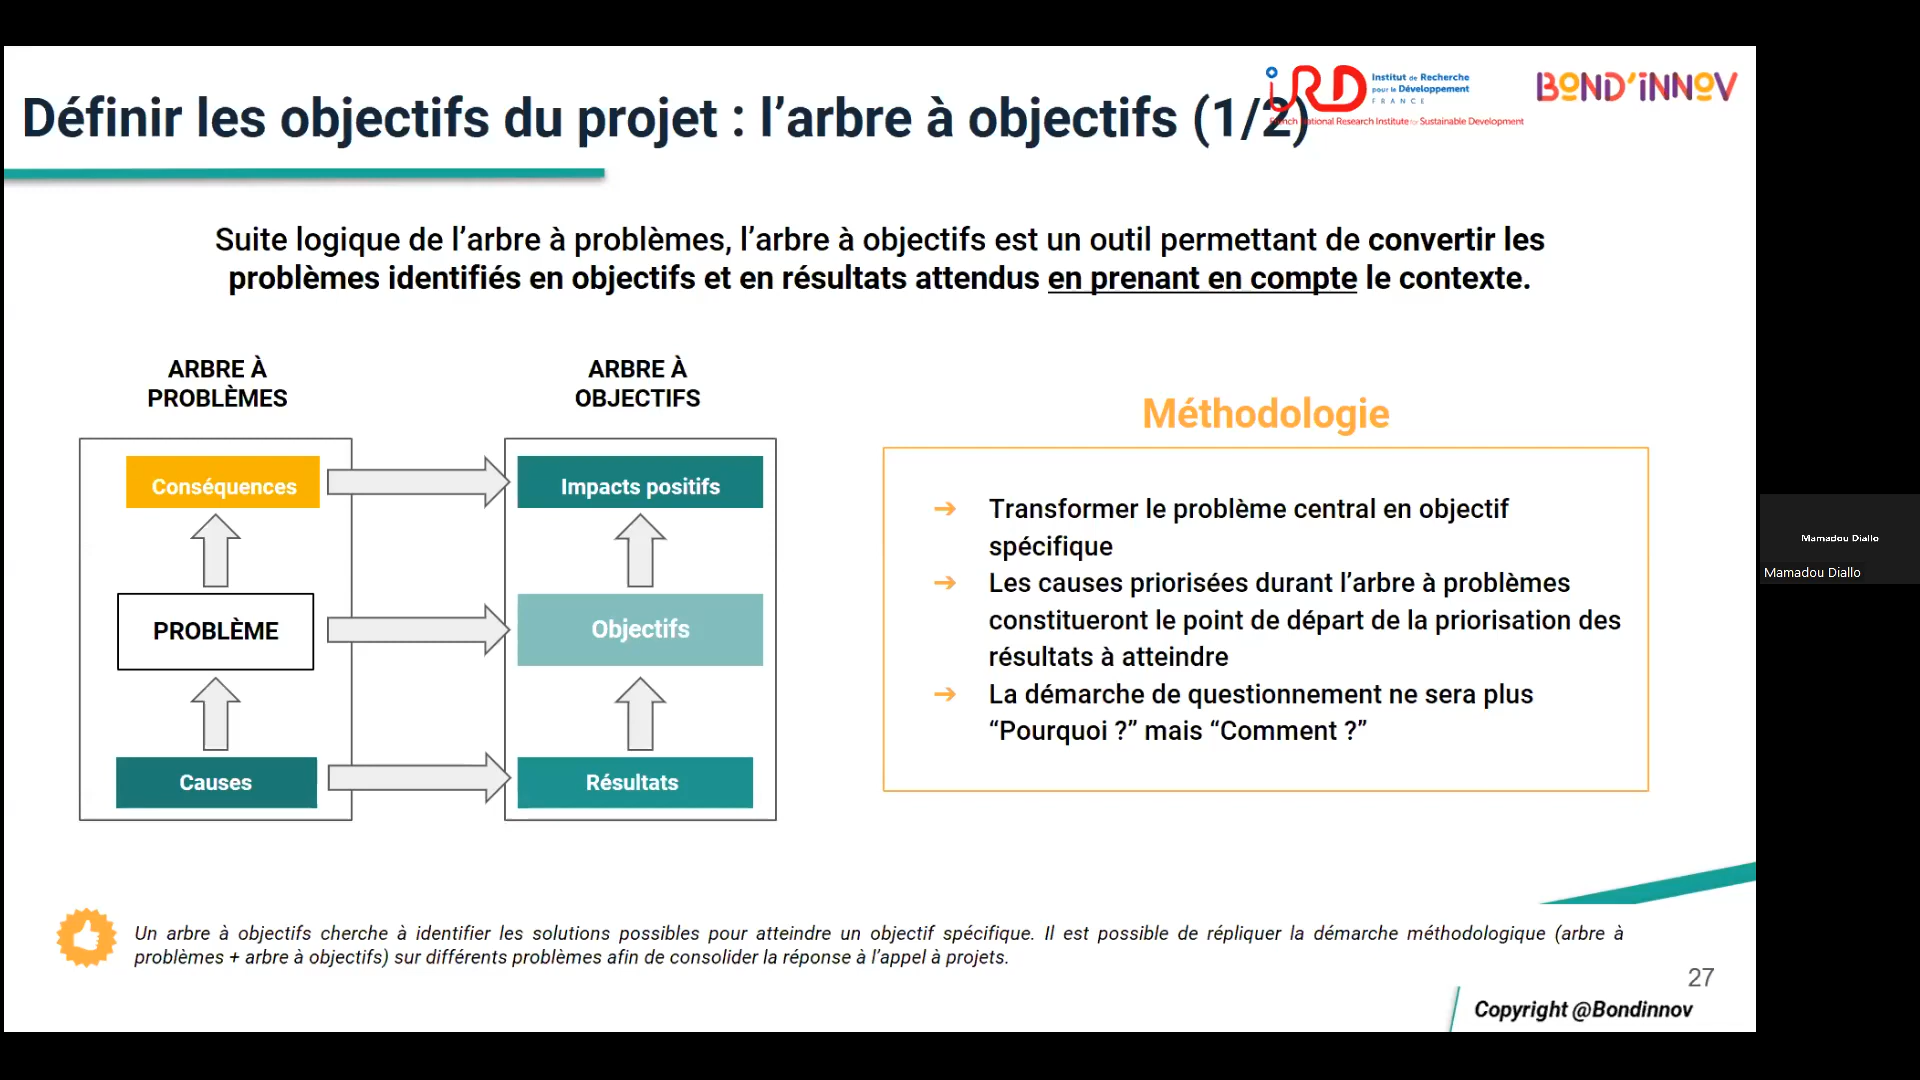 Définir les objectifs du projet : l’arbre à objectifs (1/2)
iRD
Institut de Recherche
pour le Développement
FRANCE
French National Research Institute for Sustainable Development
BOND'iNNOV
Suite logique de l’arbre à problèmes, l’arbre à objectifs est un outil permettant de convertir les
problèmes identifiés en objectifs et en résultats attendus en prenant en compte le contexte.
ARBRE À
PROBLÈMES
Conséquences
PROBLÈME
Causes
ARBRE À
OBJECTIFS
Impacts positifs
Objectifs
Résultats
Méthodologie
➔ Transformer le problème central en objectif
spécifique
➔ Les causes priorisées durant l’arbre à problèmes
constitueront le point de départ de la priorisation des
résultats à atteindre
➔ La démarche de questionnement ne sera plus
“Pourquoi ?” mais “Comment ?”
Mamadou Diallo
Mamadou Diallo
Un arbre à objectifs cherche à identifier les solutions possibles pour atteindre un objectif spécifique. Il est possible de répliquer la démarche méthodologique (arbre à
problèmes + arbre à objectifs) sur différents problèmes afin de consolider la réponse à l’appel à projets.
27
Copyright @Bondinnov